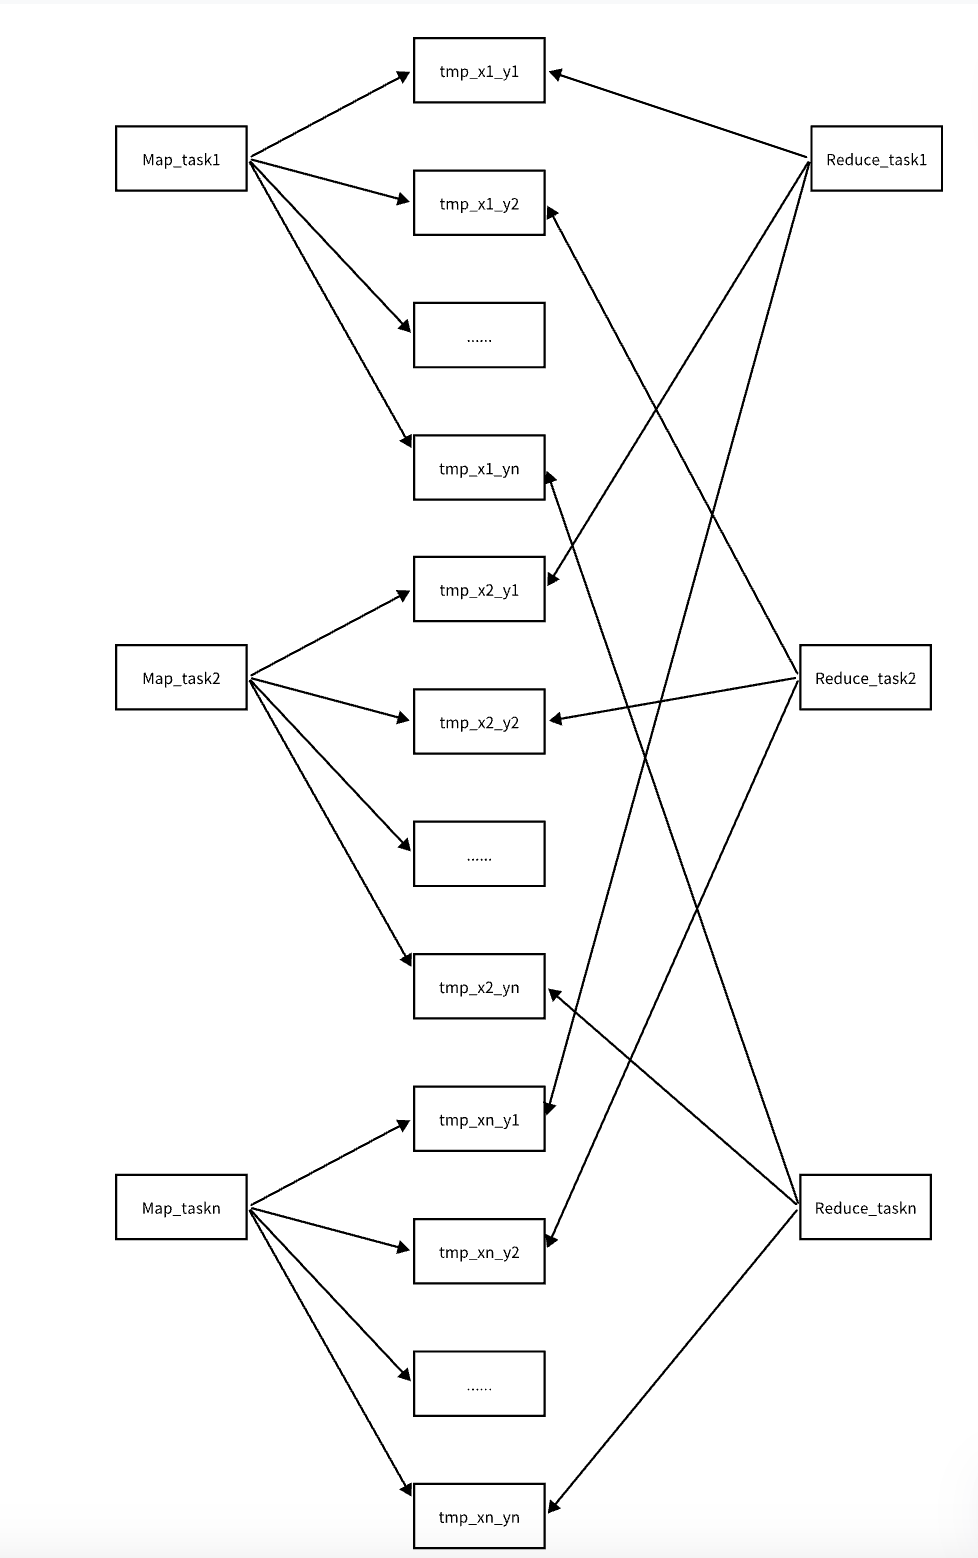 tmp_x1_y1
Map_task1
Reduce_task1
tmp_x1_y2
......
tmp_x1_yn
tmp_x2_y1
Map_task2
Reduce_task2
tmp_x2_y2
......
tmp_x2_yn
tmp_xn_y1
Map_taskn
Reduce_taskn
tmp_xn_y2
......
tmp_xn_yn